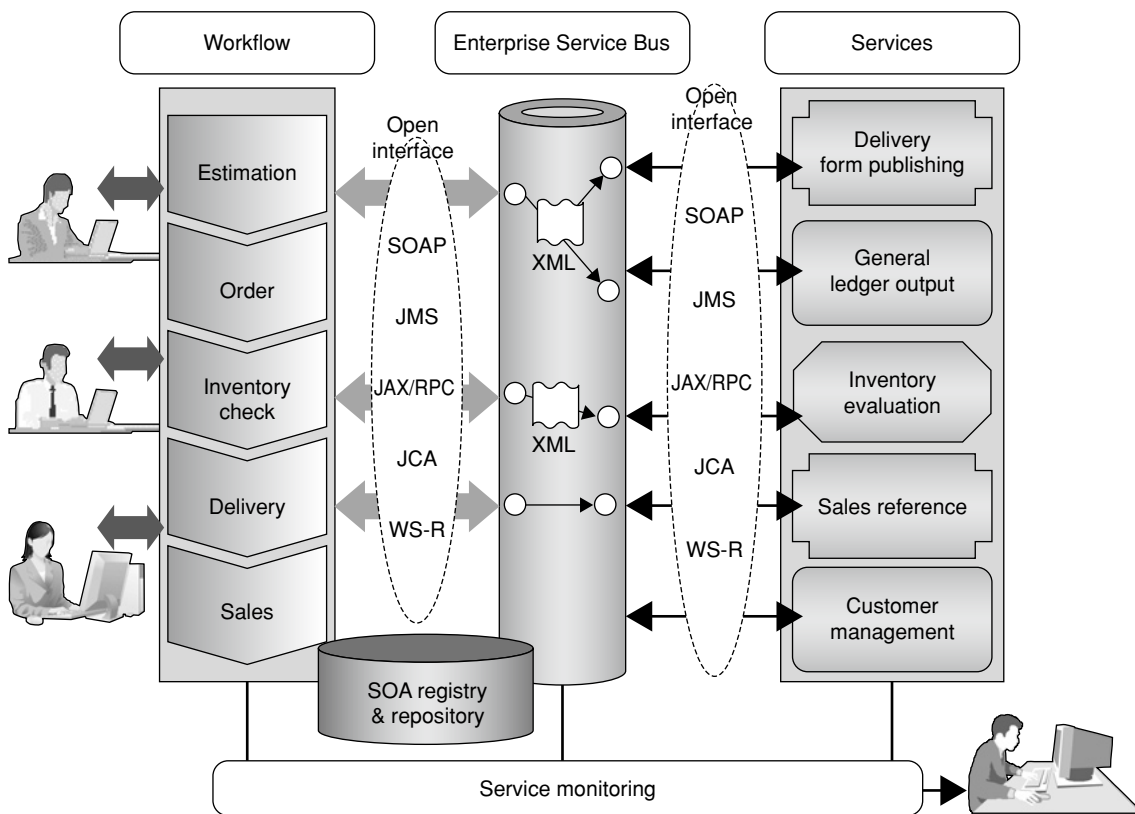 Workflow
Enterprise Service Bus
Services
Estimation
Order
Inventory
check
Delivery
Sales
Open
interface
SOAP
JMS
JAX/RPC
JCA
WS-R
XML
XML
Open
interface
SOAP
JMS
JAX/RPC
JCA
WS-R
Delivery
form publishing
General
ledger output
Inventory
evaluation
Sales reference
Customer
management
SOA registry
& repository
Service monitoring